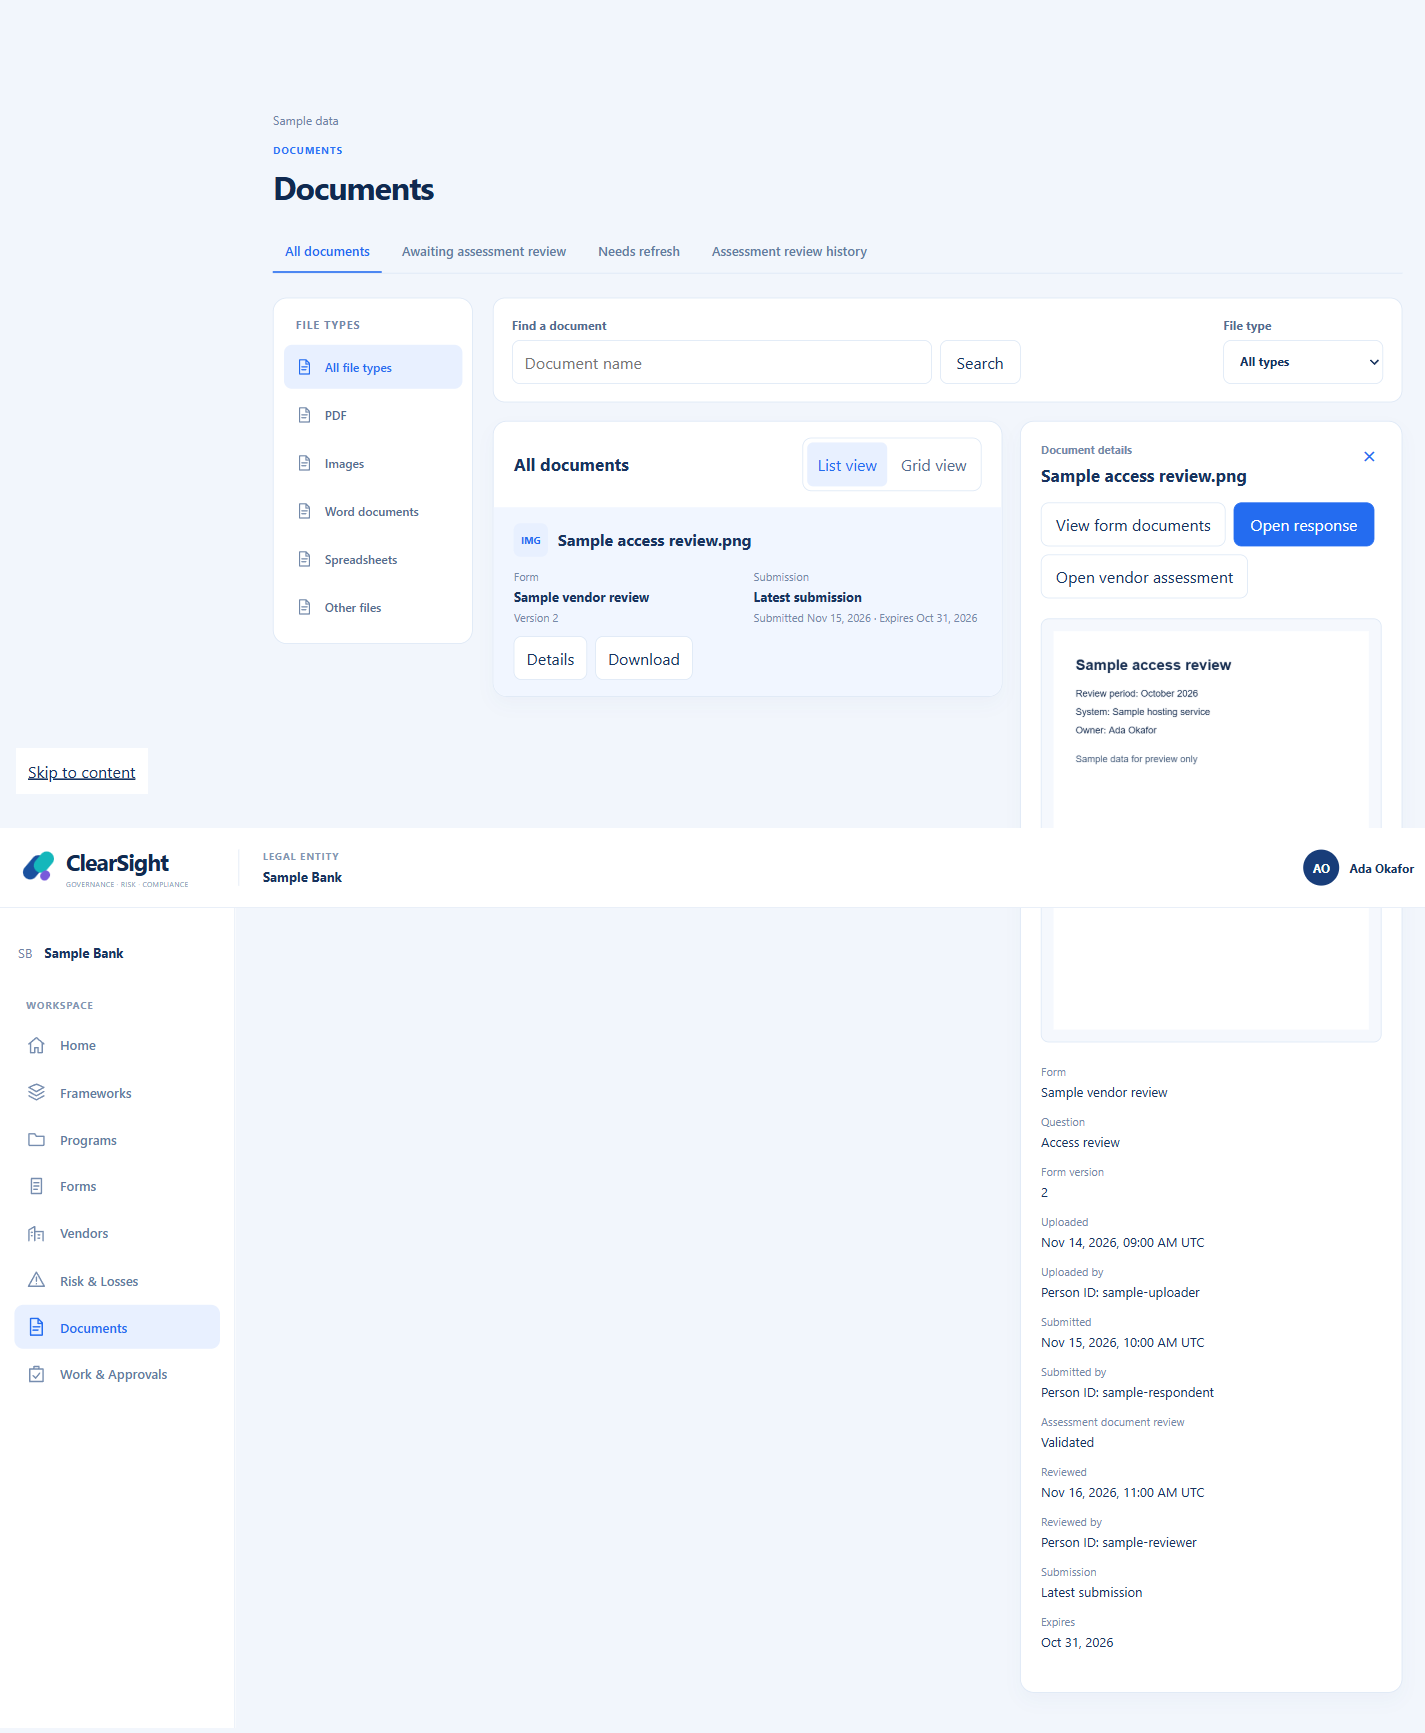 Sample data
DOCUMENTS
Documents
All documents
Awaiting assessment review
Needs refresh
Assessment review history
FILE TYPES
All file types
PDF
Images
Word documents
Spreadsheets
Other files
Find a document
Document name
Search
File type
All types
All documents
List view
Grid view
IMG
Sample access review.png
Form
Sample vendor review
Version 2
Submission
Latest submission
Submitted Nov 15, 2026 · Expires Oct 31, 2026
Details
Download
Document details
Sample access review.png
View form documents
Open response
Open vendor assessment
Sample access review
Review period: October 2026
System: Sample hosting service
Owner: Ada Okafor
Sample data for preview only
Skip to content
ClearSight
GOVERNANCE · RISK · COMPLIANCE
LEGAL ENTITY
Sample Bank
AO
Ada Okafor
SB
Sample Bank
WORKSPACE
Home
Frameworks
Programs
Forms
Vendors
Risk & Losses
Documents
Work & Approvals
Form
Sample vendor review
Question
Access review
Form version
2
Uploaded
Nov 14, 2026, 09:00 AM UTC
Uploaded by
Person ID: sample-uploader
Submitted
Nov 15, 2026, 10:00 AM UTC
Submitted by
Person ID: sample-respondent
Assessment document review
Validated
Reviewed
Nov 16, 2026, 11:00 AM UTC
Reviewed by
Person ID: sample-reviewer
Submission
Latest submission
Expires
Oct 31, 2026